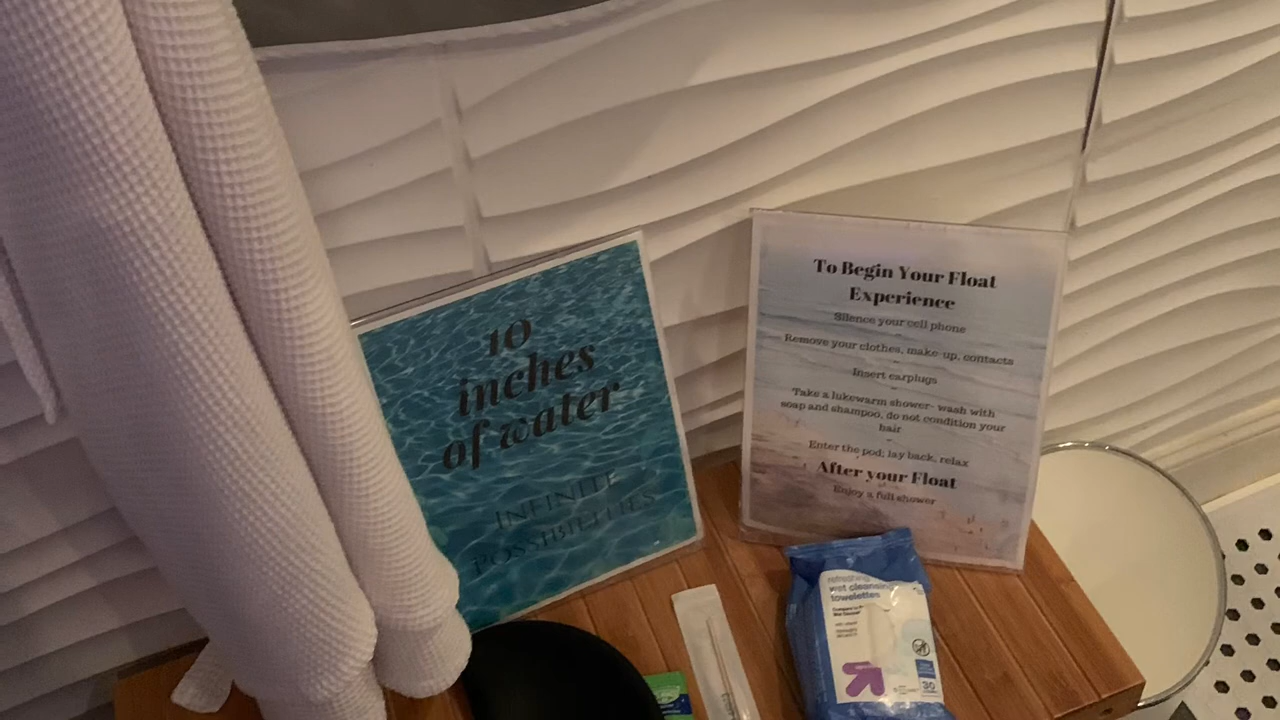 10
inches
of water
INFINITE
POSSIBILITIES
To Begin Your Float
Experience
Silence your cell phone
Remove your clothes, make-up, contacts
Insert earplugs
Take a lukewarm shower- wash with
soap and shampoo, do not condition your
hair
Enter the pod; lay back, relax
After your Float
Enjoy a full shower
refreshing
wet cleansing
towelettes
30